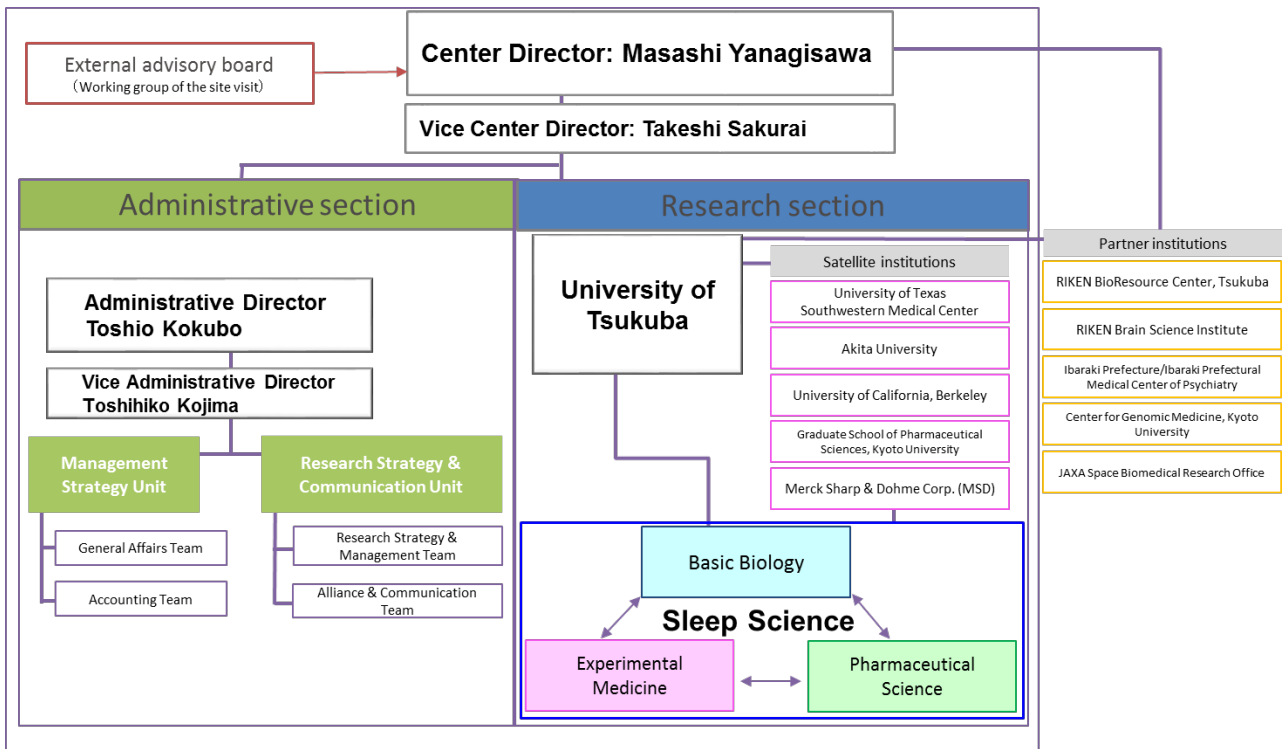 Center Director: Masashi Yanagisawa
External advisory board
(Working group of the site visit)
Vice Center Director: Takeshi Sakurai
Administrative section
Research section
Administrative Director
Toshio Kokubo
Vice Administrative Director
Toshihiko Kojima
Management
Strategy Unit
General Affairs Team
Accounting Team
Research Strategy &
Communication Unit
Research Strategy &
Management Team
Alliance & Communication
Team
University of
Tsukuba
Satellite institutions
University of Texas
Southwestern Medical Center
Akita University
University of California, Berkeley
Graduate School of Pharmaceutical
Sciences, Kyoto University
Merck Sharp & Dohme Corp. (MSD)
Partner institutions
RIKEN BioResource Center, Tsukuba
RIKEN Brain Science Institute
Ibaraki Prefecture/Ibaraki Prefectural
Medical Center of Psychiatry
Center for Genomic Medicine, Kyoto
University
JAXA Space Biomedical Research Office
Basic Biology
Sleep Science
Experimental
Medicine
Pharmaceutical
Science